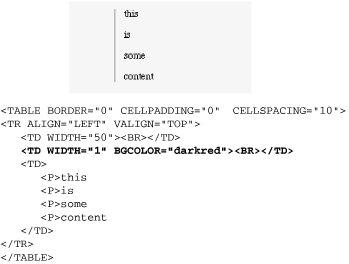 this
is
some
content
<TABLE BORDER="0" CELLPADDING="0"  CELLSPACING="10">
<TR ALIGN="LEFT" VALIGN="TOP">
   <TD WIDTH="50"><BR></TD>
   <TD WIDTH="1" BGCOLOR="darkred"><BR></TD>
   <TD>
      <P>this
      <P>is
      <P>some
      <P>content
   </TD>
</TR>
</TABLE>